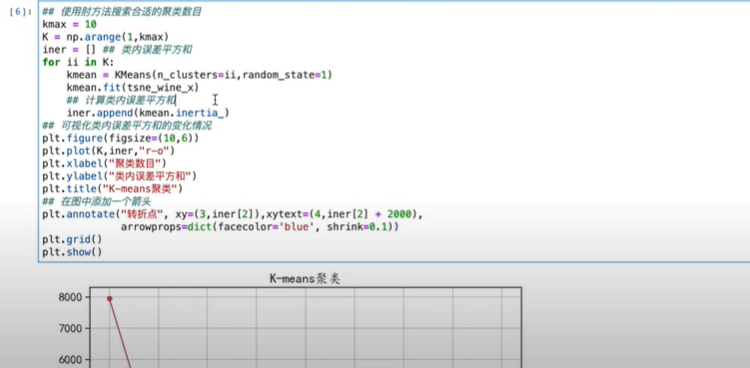 [6]: ## 使用肘方法搜索合适的聚类数目
kmax = 10
K = np.arange(1,kmax)
iner = [] ## 类内误差平方和
for ii in K:
    kmean = KMeans(n_clusters=ii,random_state=1)
    kmean.fit(tsne_wine_x)
    ## 计算类内误差平方和
    iner.append(kmean.inertia_)
## 可视化类内误差平方和的变化情况
plt.figure(figsize=(10,6))
plt.plot(K,iner,"r-o")
plt.xlabel("聚类数目")
plt.ylabel("类内误差平方和")
plt.title("K-means聚类")
## 在图中添加一个箭头
plt.annotate("转折点", xy=(3,iner[2]),xytext=(4,iner[2] + 2000),
            arrowprops=dict(facecolor='blue', shrink=0.1))
plt.grid()
plt.show()
K-means聚类
8000
7000
6000